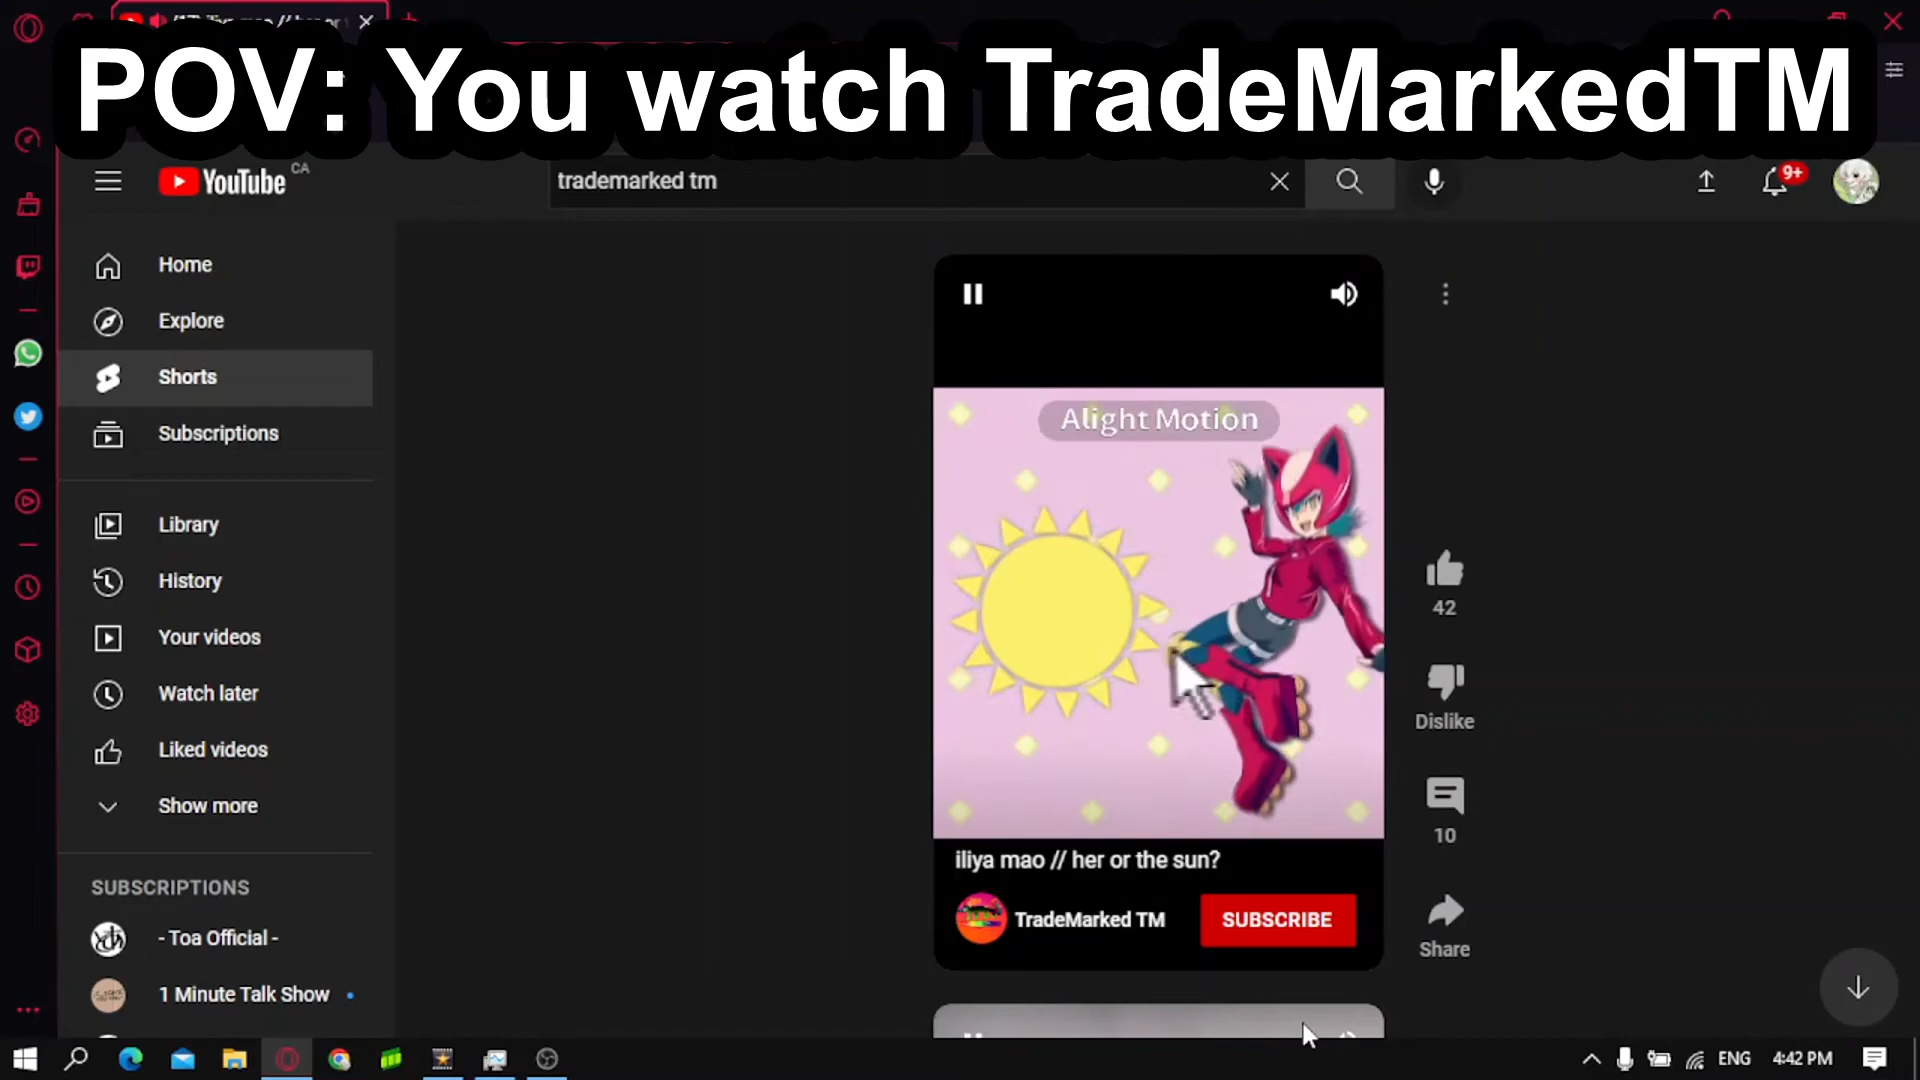 POV: You watch TradeMarkedTM
YouTube CA
trademarked tm
9+
Home
Explore
Shorts
Subscriptions
Library
History
Your videos
Watch later
Liked videos
Show more
SUBSCRIPTIONS
- Toa Official -
1 Minute Talk Show
Alight Motion
iliya mao // her or the sun?
TradeMarked TM
SUBSCRIBE
42
Dislike
10
Share
ENG
4:42 PM